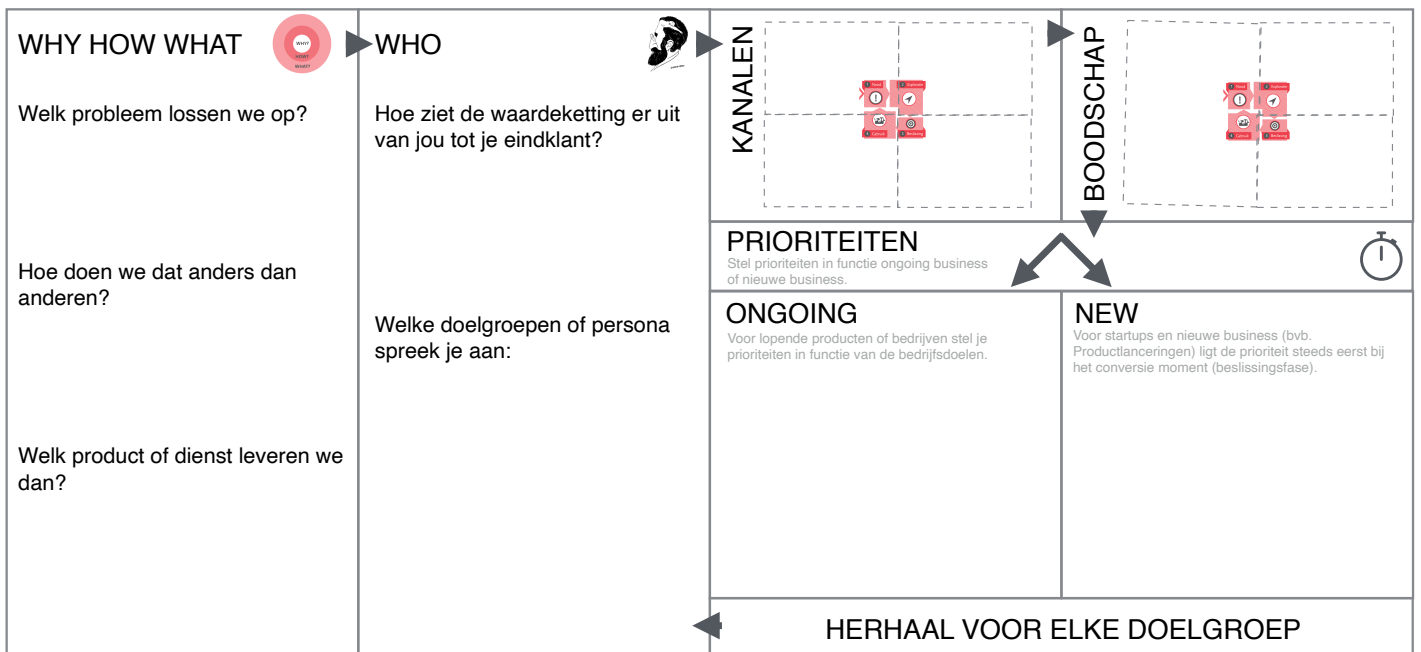 WHY HOW WHAT
WHY?
HOW?
WHAT?
Welk probleem lossen we op?
Hoe doen we dat anders dan
anderen?
Welk product of dienst leveren we
dan?
WHO
Hoe ziet de waardeketting er uit
van jou tot je eindklant?
Welke doelgroepen of persona
spreek je aan:
KANALEN
BOODSCHAP
PRIORITEITEN
Stel prioriteiten in functie ongoing business
of nieuwe business.
ONGOING
Voor lopende producten of bedrijven stel je
prioriteiten in functie van de bedrijfsdoelen.
NEW
Voor startups en nieuwe business (bvb.
Productlanceringen) ligt de prioriteit steeds eerst bij
het conversie moment (beslissingsfase).
HERHAAL VOOR ELKE DOELGROEP